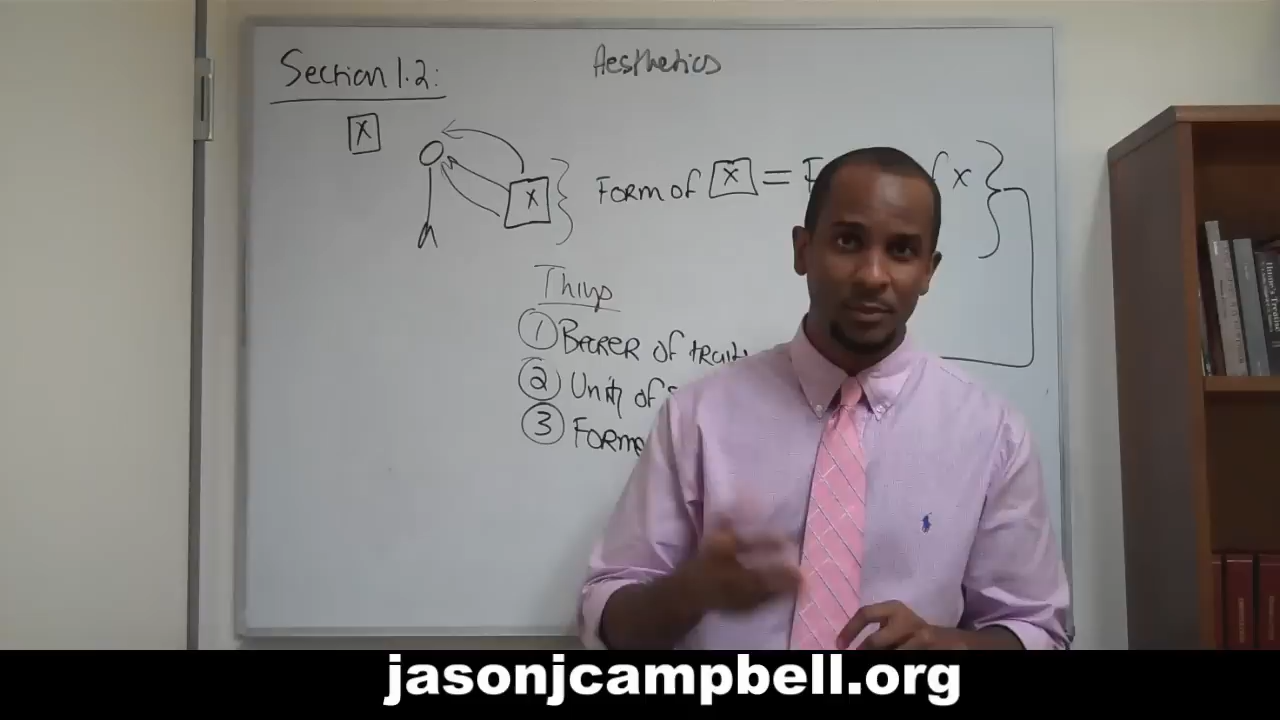 Aesthetics
Section 1.2:
X
X
Form of X = F f x
Things
1 Bearer of trait
2 Unity of
3 Forme
Hume's Treatise
jasonjcampbell.org